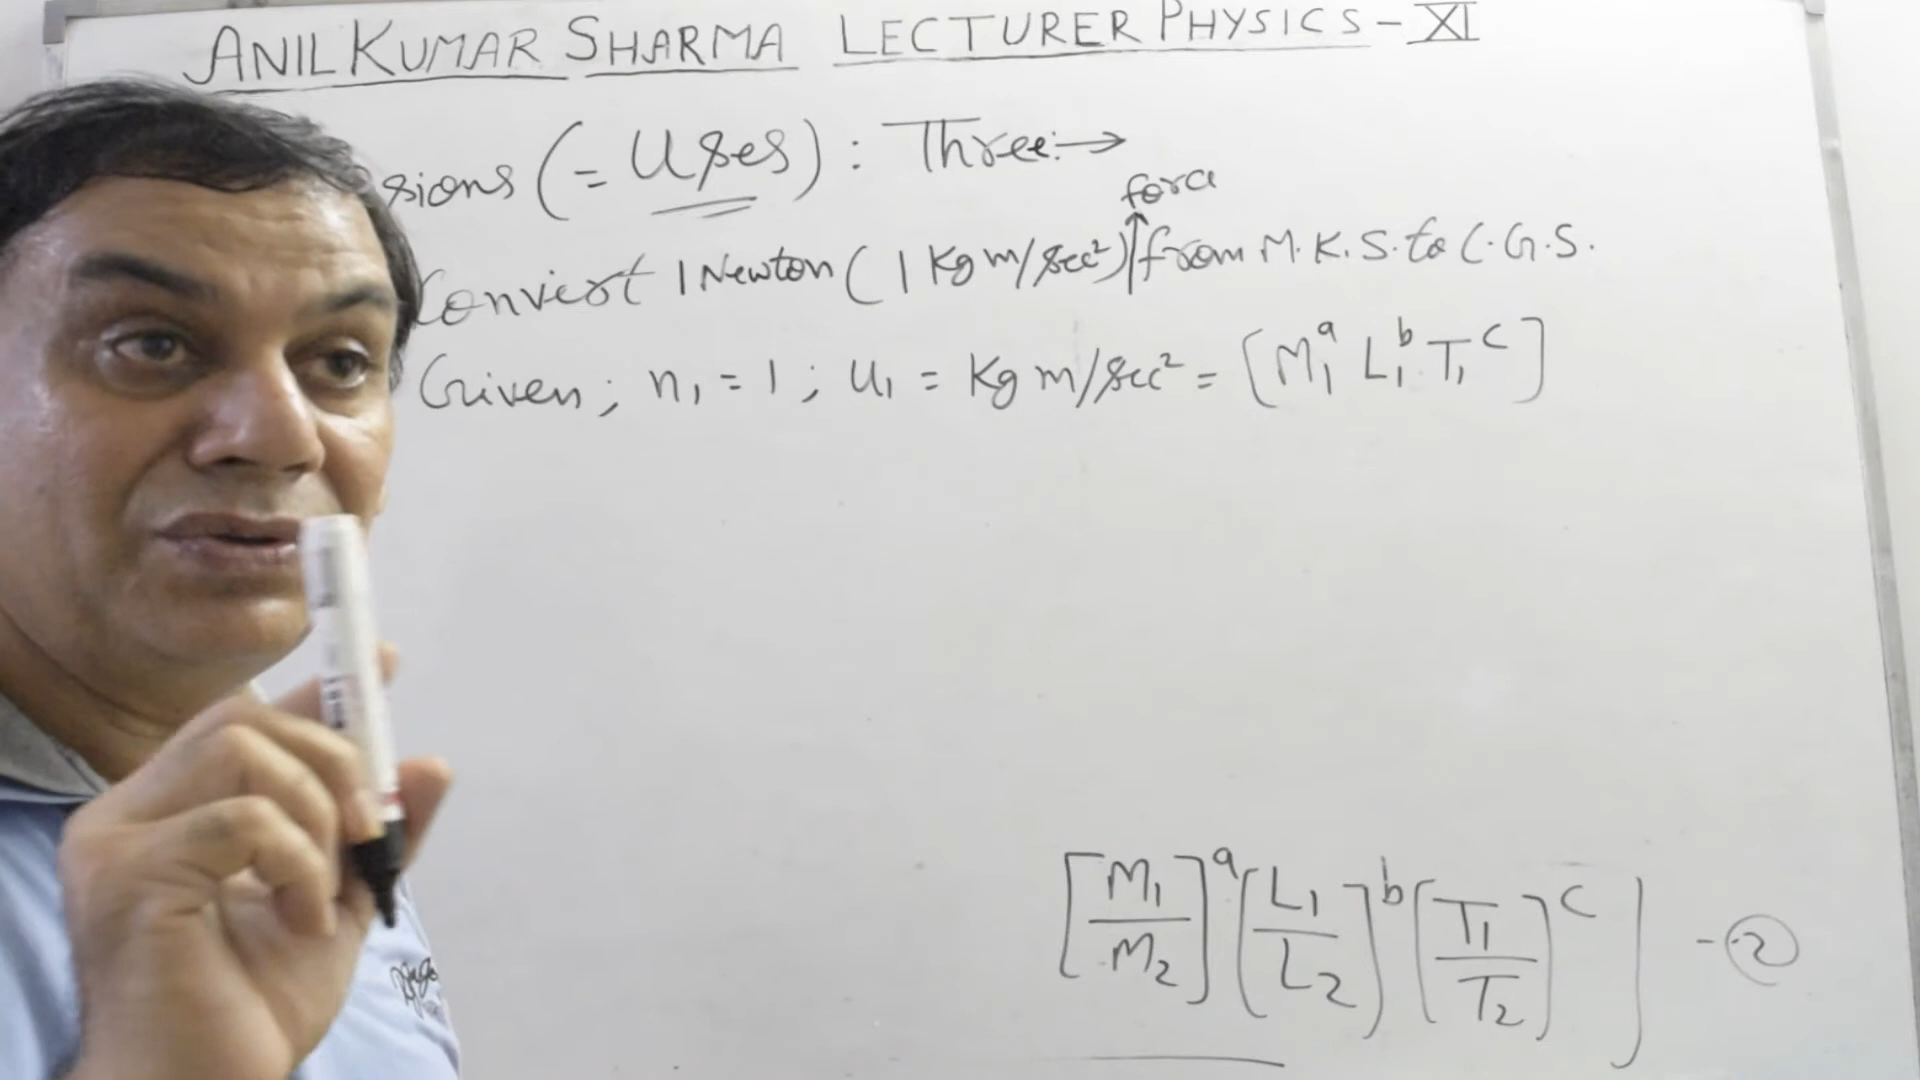 ANIL KUMAR SHARMA LECTURER PHYSICS - XI
sions (= Uses) : Three :→
force
Convert 1 Newton (1 Kg m/sec²) from M.K.S. to C.G.S.
Given ; n₁ = 1 ; u₁ = Kg m/sec² = [M₁ᵃ L₁ᵇ T₁ᶜ]
[M₁/M₂]ᵃ [L₁/L₂]ᵇ [T₁/T₂]ᶜ ] - ②